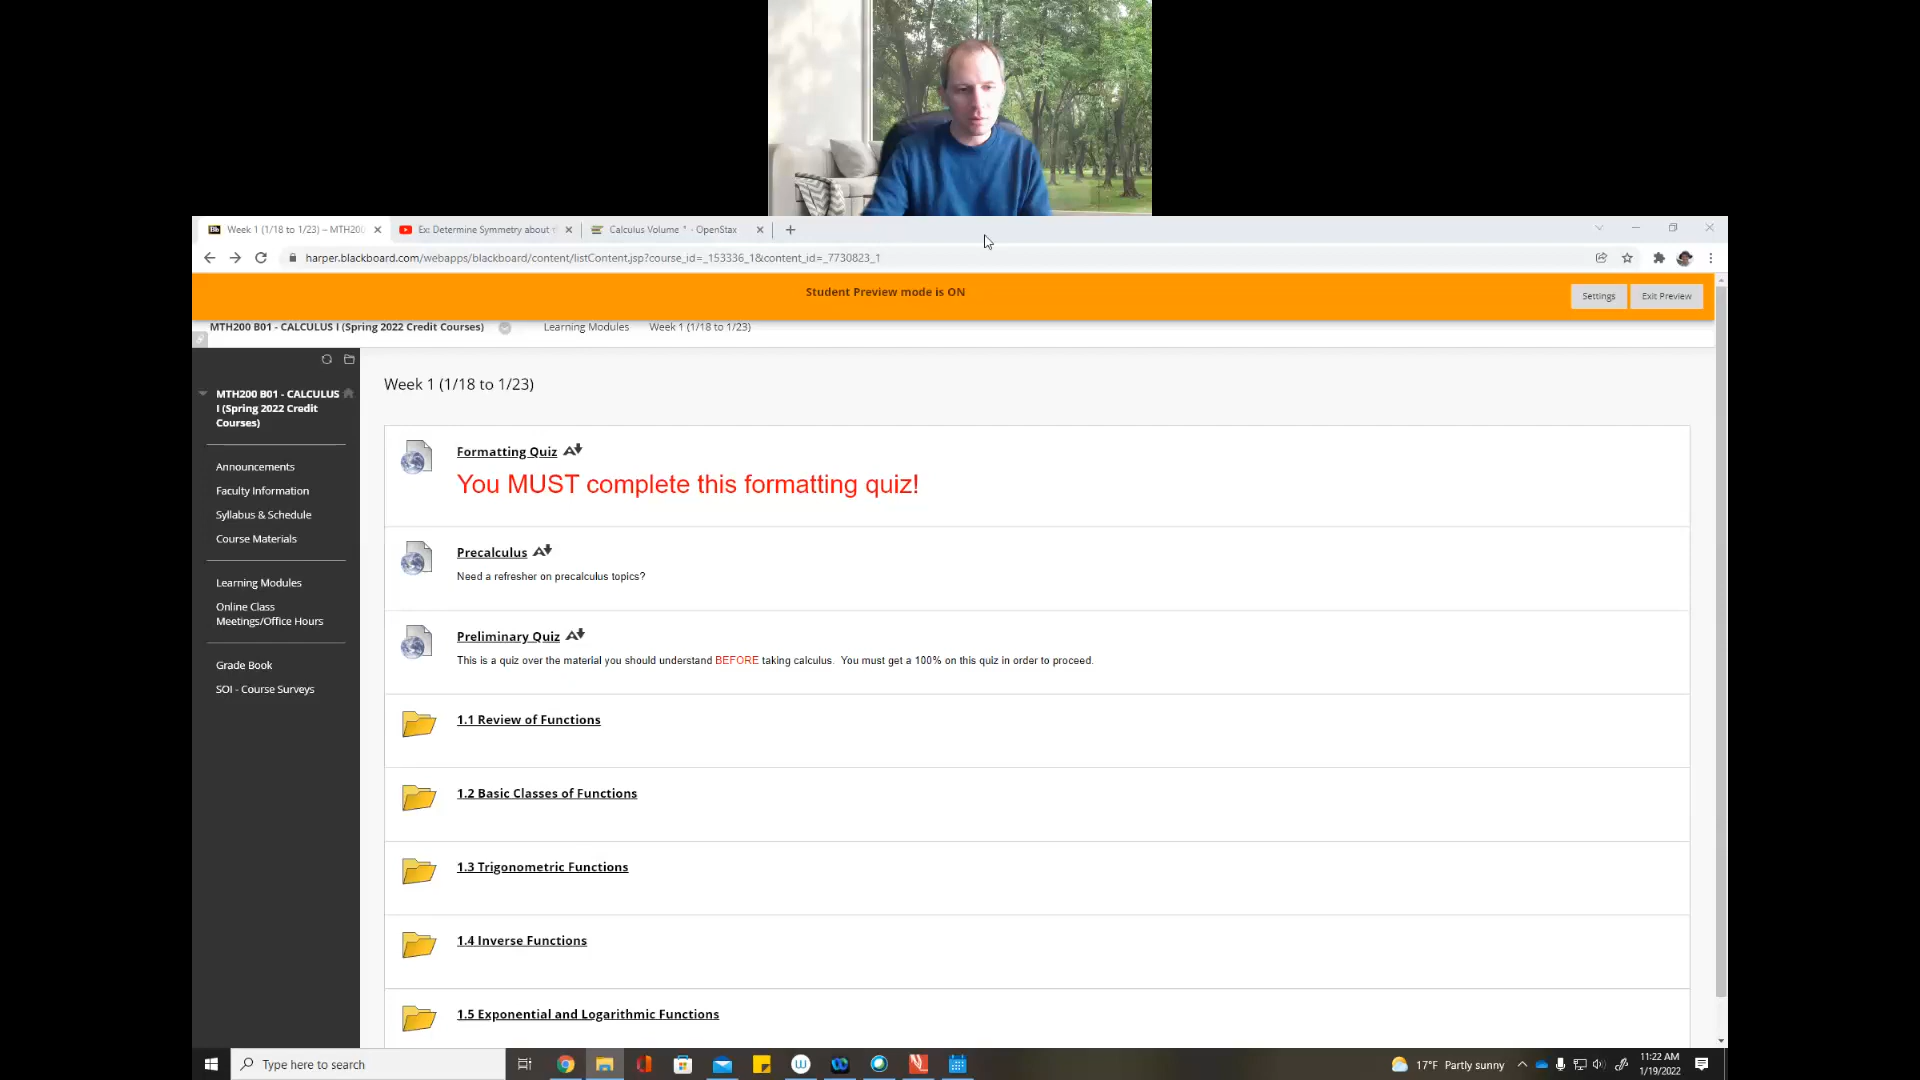 Week 1 (1/18 to 1/23) – MTH200
Ex: Determine Symmetry about
Calculus Volume - OpenStax
harper.blackboard.com/webapps/blackboard/content/listContent.jsp?course_id=_153336_1&content_id=_7730823_1
Student Preview mode is ON
Settings
Exit Preview
MTH200 B01 - CALCULUS I (Spring 2022 Credit Courses)
Learning Modules
Week 1 (1/18 to 1/23)
MTH200 B01 - CALCULUS
I (Spring 2022 Credit
Courses)
Announcements
Faculty Information
Syllabus & Schedule
Course Materials
Learning Modules
Online Class
Meetings/Office Hours
Grade Book
SOI - Course Surveys
Week 1 (1/18 to 1/23)
Formatting Quiz
You MUST complete this formatting quiz!
Precalculus
Need a refresher on precalculus topics?
Preliminary Quiz
This is a quiz over the material you should understand BEFORE taking calculus. You must get a 100% on this quiz in order to proceed.
1.1 Review of Functions
1.2 Basic Classes of Functions
1.3 Trigonometric Functions
1.4 Inverse Functions
1.5 Exponential and Logarithmic Functions
Type here to search
17°F Partly sunny
11:22 AM
1/19/2022